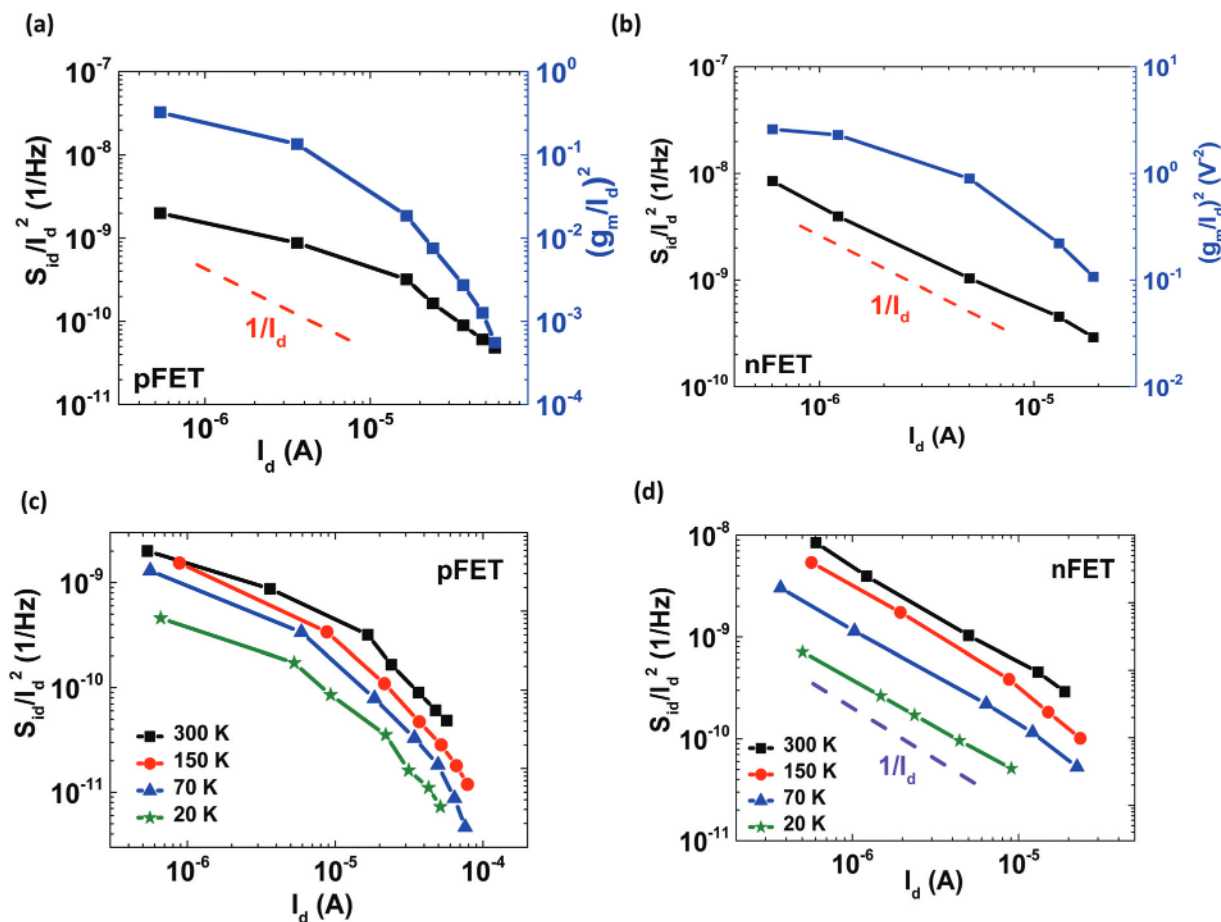 (a)
10^-7
10^-8
10^-9
10^-10
10^-11
S_id/I_d^2 (1/Hz)
10^0
10^-1
10^-2
10^-3
10^-4
(g_m/I_d)^2
1/I_d
pFET
10^-6
10^-5
I_d (A)
(b)
10^-7
10^-8
10^-9
10^-10
S_id/I_d^2 (1/Hz)
10^1
10^0
10^-1
10^-2
(g_m/I_d)^2 (V^-2)
1/I_d
nFET
10^-6
10^-5
I_d (A)
(c)
10^-9
10^-10
10^-11
S_id/I_d^2 (1/Hz)
pFET
300 K
150 K
70 K
20 K
10^-6
10^-5
10^-4
I_d (A)
(d)
10^-8
10^-9
10^-10
10^-11
S_id/I_d^2 (1/Hz)
nFET
300 K
150 K
70 K
20 K
1/I_d
10^-6
10^-5
I_d (A)